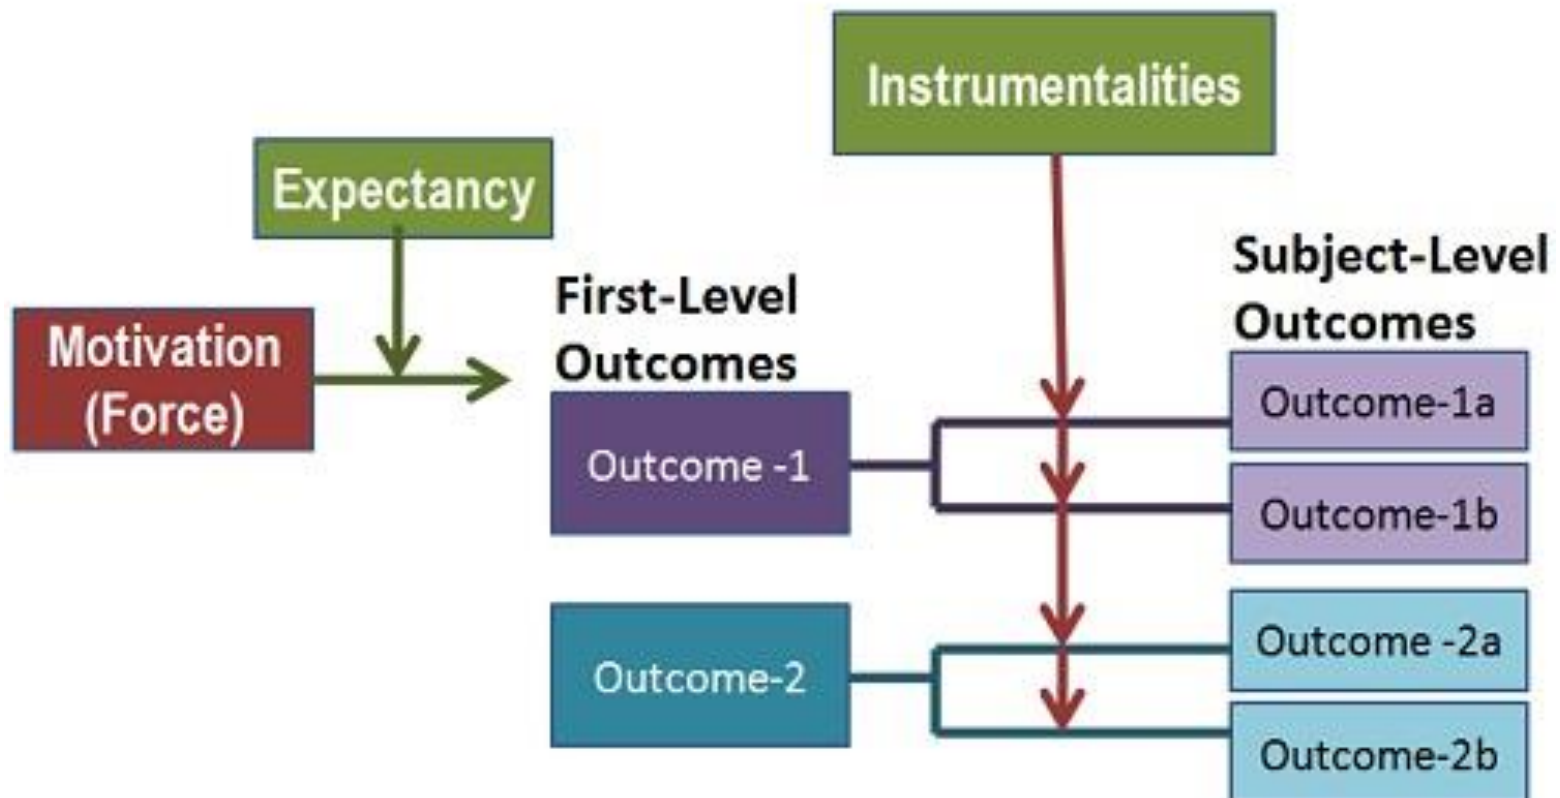 Instrumentalities
Expectancy
Motivation
(Force)
First-Level
Outcomes
Subject-Level
Outcomes
Outcome -1
Outcome-1a
Outcome-1b
Outcome-2
Outcome -2a
Outcome-2b